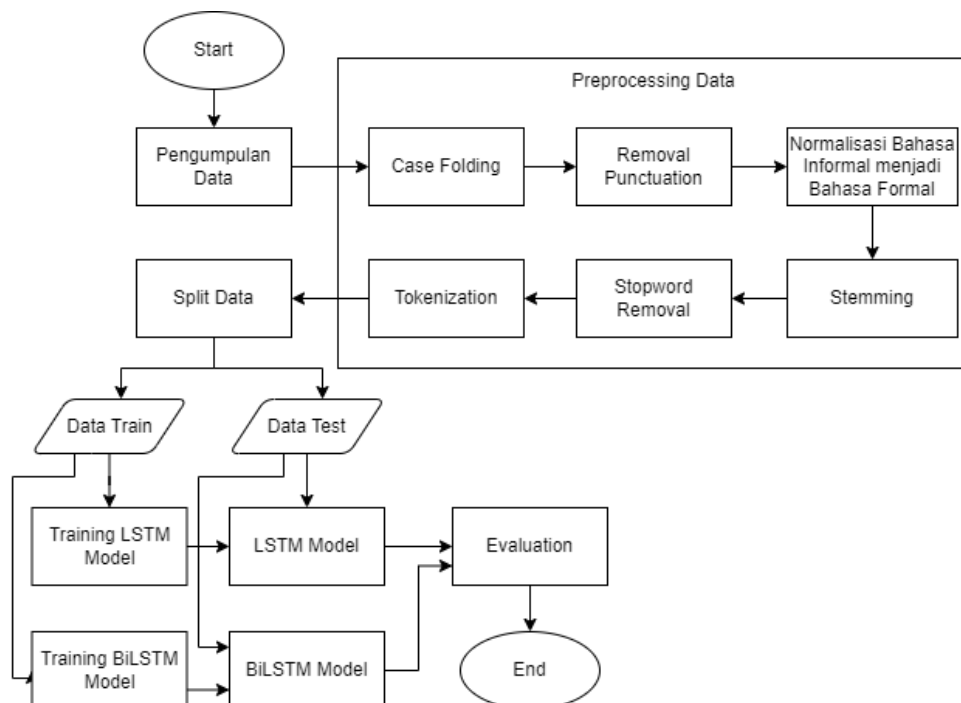 Start
Preprocessing Data
Pengumpulan
Data
Case Folding
Removal
Punctuation
Normalisasi Bahasa
Informal menjadi
Bahasa Formal
Split Data
Tokenization
Stopword
Removal
Stemming
Data Train
Data Test
Training LSTM
Model
LSTM Model
Evaluation
Training BiLSTM
Model
BiLSTM Model
End